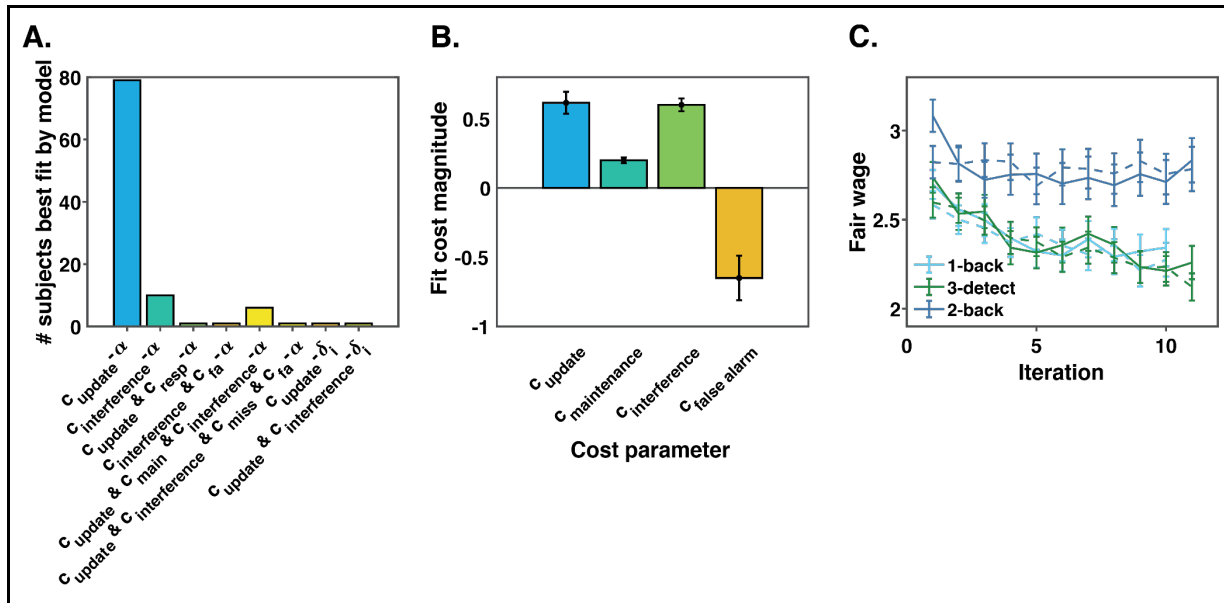 A.
# subjects best fit by model
80
60
40
20
0
c update -α
c interference -α
c update & c resp -α
c interference & c fa -α
c update & c main & c interference -α
c update & c interference & c miss & c fa -α
c update -δ i
c update & c interference -δ i
B.
Fit cost magnitude
0.5
0
-0.5
-1
c update
c maintenance
c interference
c false alarm
Cost parameter
C.
Fair wage
3
2.5
2
0
5
10
1-back
3-detect
2-back
Iteration